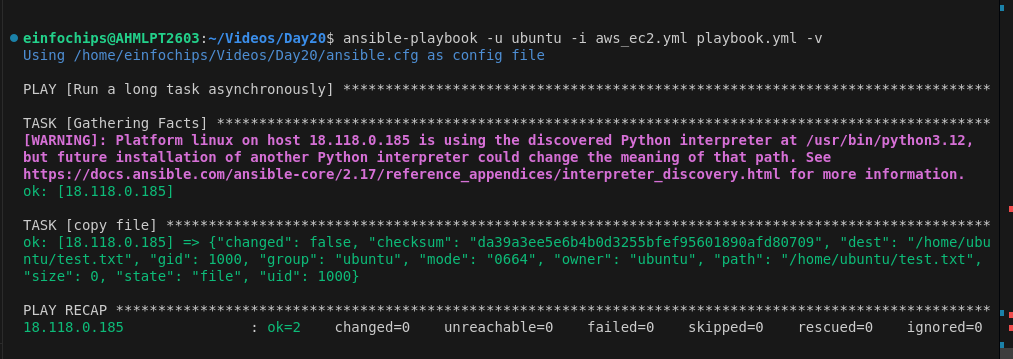 einfochips@AHMLPT2603:~/Videos/Day20$ ansible-playbook -u ubuntu -i aws_ec2.yml playbook.yml -v
Using /home/einfochips/Videos/Day20/ansible.cfg as config file
PLAY [Run a long task asynchronously] *****************************************************************************
TASK [Gathering Facts] ********************************************************************************************
[WARNING]: Platform linux on host 18.118.0.185 is using the discovered Python interpreter at /usr/bin/python3.12,
but future installation of another Python interpreter could change the meaning of that path. See
https://docs.ansible.com/ansible-core/2.17/reference_appendices/interpreter_discovery.html for more information.
ok: [18.118.0.185]
TASK [copy file] **************************************************************************************************
ok: [18.118.0.185] => {"changed": false, "checksum": "da39a3ee5e6b4b0d3255bfef95601890afd80709", "dest": "/home/ubu
ntu/test.txt", "gid": 1000, "group": "ubuntu", "mode": "0664", "owner": "ubuntu", "path": "/home/ubuntu/test.txt",
"size": 0, "state": "file", "uid": 1000}
PLAY RECAP ********************************************************************************************************
18.118.0.185               : ok=2    changed=0    unreachable=0    failed=0    skipped=0    rescued=0    ignored=0